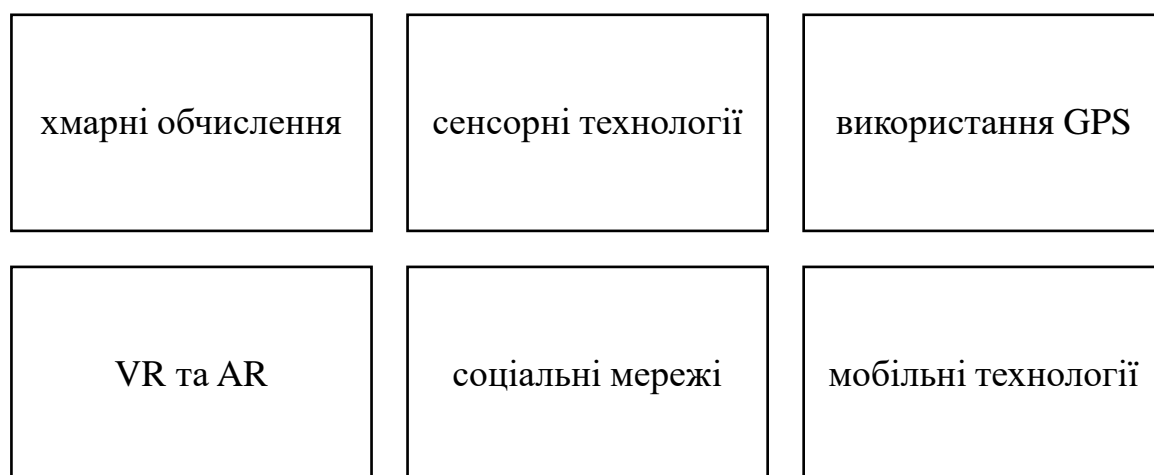 хмарні обчислення
сенсорні технології
використання GPS
VR та AR
соціальні мережі
мобільні технології